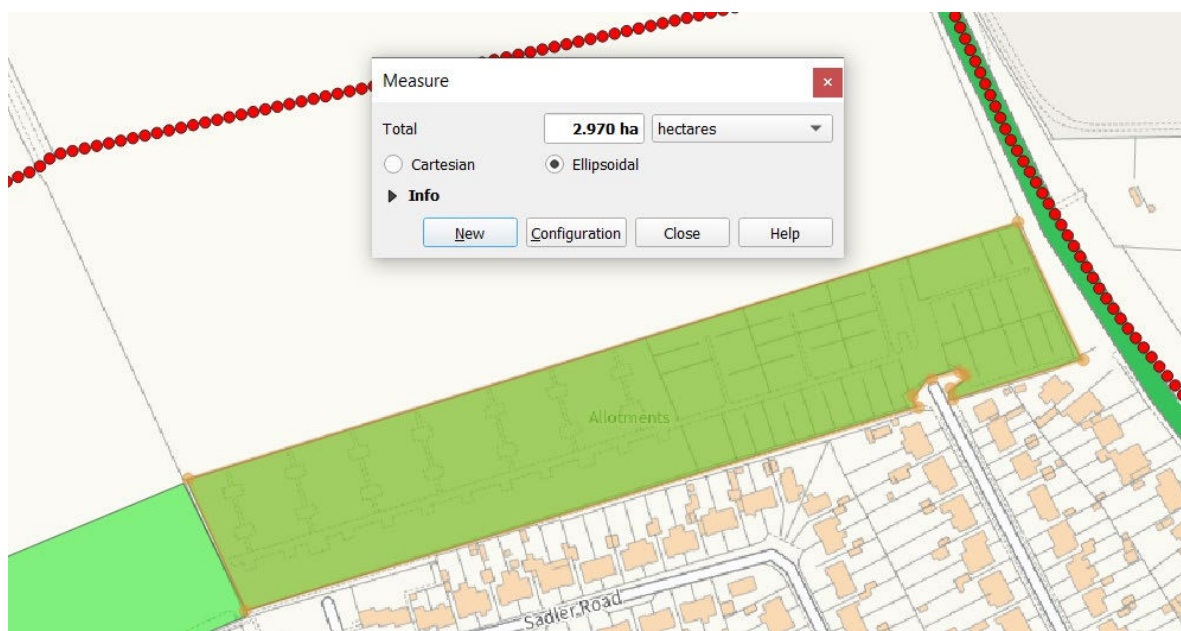 Measure
Total 2.970 ha hectares
Cartesian Ellipsoidal
Info
New Configuration Close Help
Allotments
Sadler Road